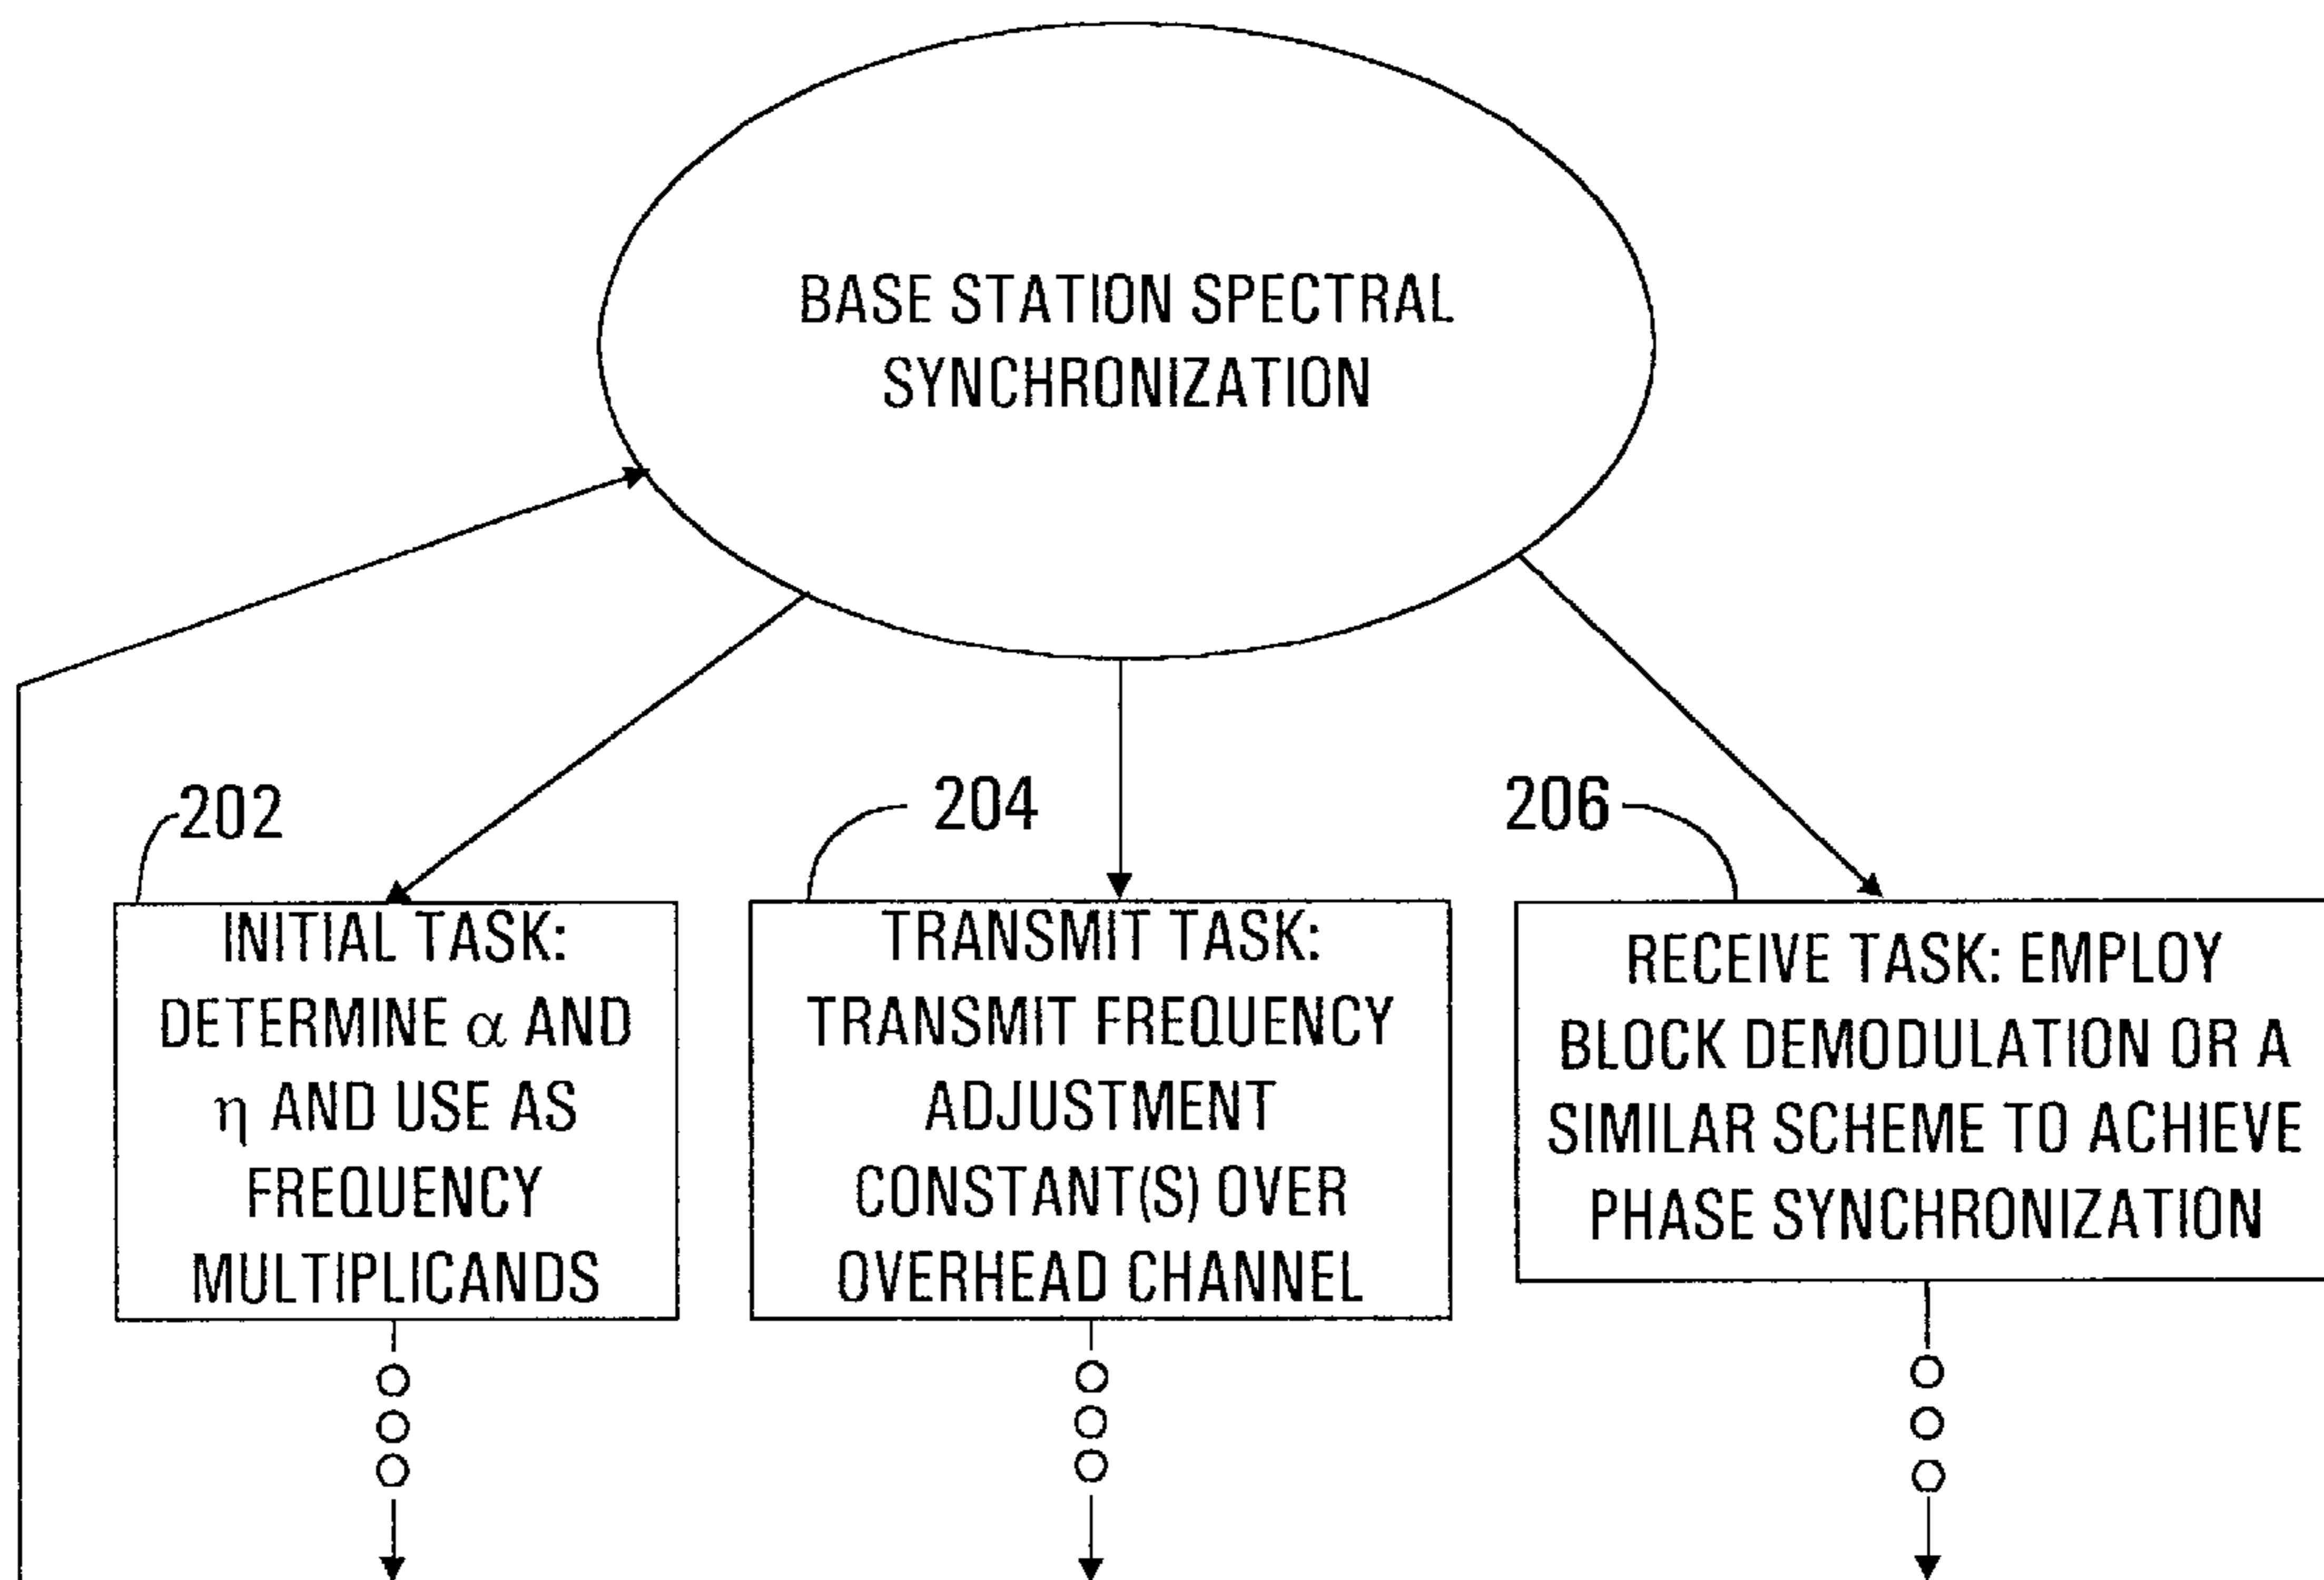 BASE STATION SPECTRAL
SYNCHRONIZATION
202
INITIAL TASK:
DETERMINE α AND
η AND USE AS
FREQUENCY
MULTIPLICANDS
204
TRANSMIT TASK:
TRANSMIT FREQUENCY
ADJUSTMENT
CONSTANT(S) OVER
OVERHEAD CHANNEL
206
RECEIVE TASK: EMPLOY
BLOCK DEMODULATION OR A
SIMILAR SCHEME TO ACHIEVE
PHASE SYNCHRONIZATION